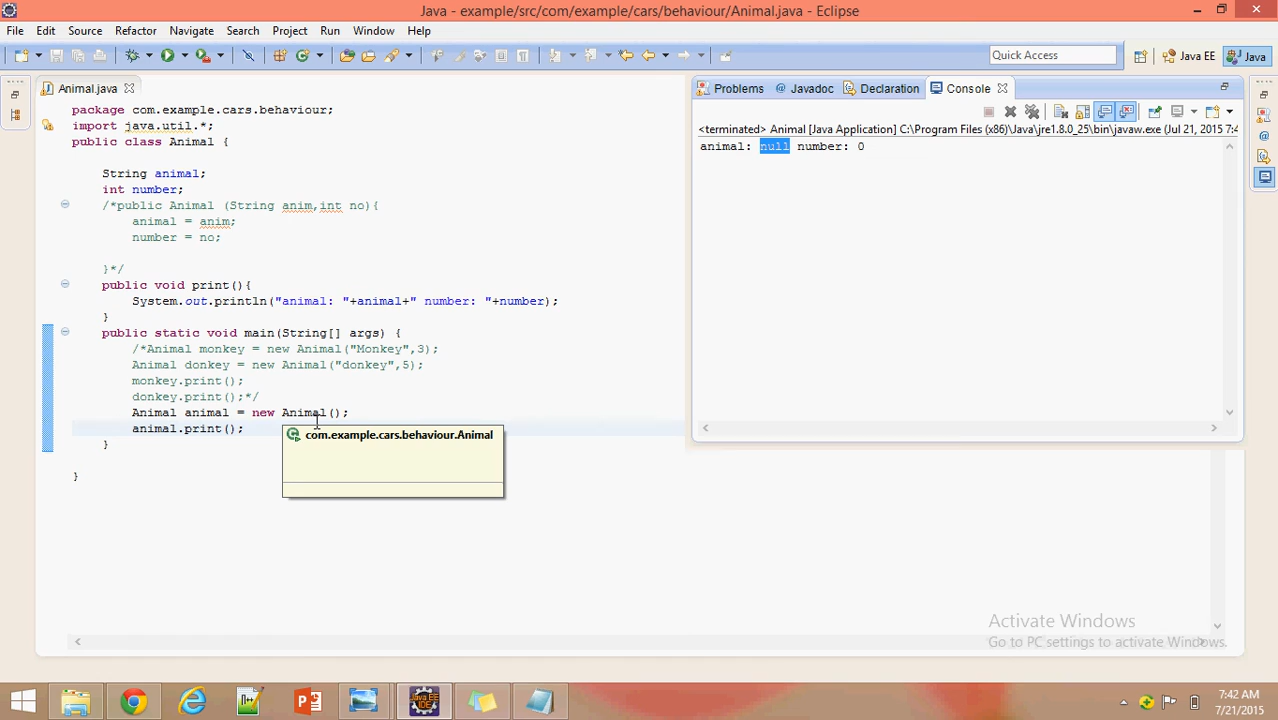 Java - example/src/com/example/cars/behaviour/Animal.java - Eclipse
File Edit Source Refactor Navigate Search Project Run Window Help
Quick Access Java EE Java
Animal.java
package com.example.cars.behaviour;
import java.util.*;
public class Animal {
String animal;
int number;
/*public Animal (String anim,int no){
animal = anim;
number = no;
}*/
public void print(){
System.out.println("animal: "+animal+" number: "+number);
}
public static void main(String[] args) {
/*Animal monkey = new Animal("Monkey",3);
Animal donkey = new Animal("donkey",5);
monkey.print();
donkey.print();*/
Animal animal = new Animal();
animal.print();
}
}
com.example.cars.behaviour.Animal
Problems @ Javadoc Declaration Console
<terminated> Animal [Java Application] C:\Program Files (x86)\Java\jre1.8.0_25\bin\javaw.exe (Jul 21, 2015 7:4
animal: null number: 0
Activate Windows
Go to PC settings to activate Windows.
Java EE
IDE
7:42 AM
7/21/2015